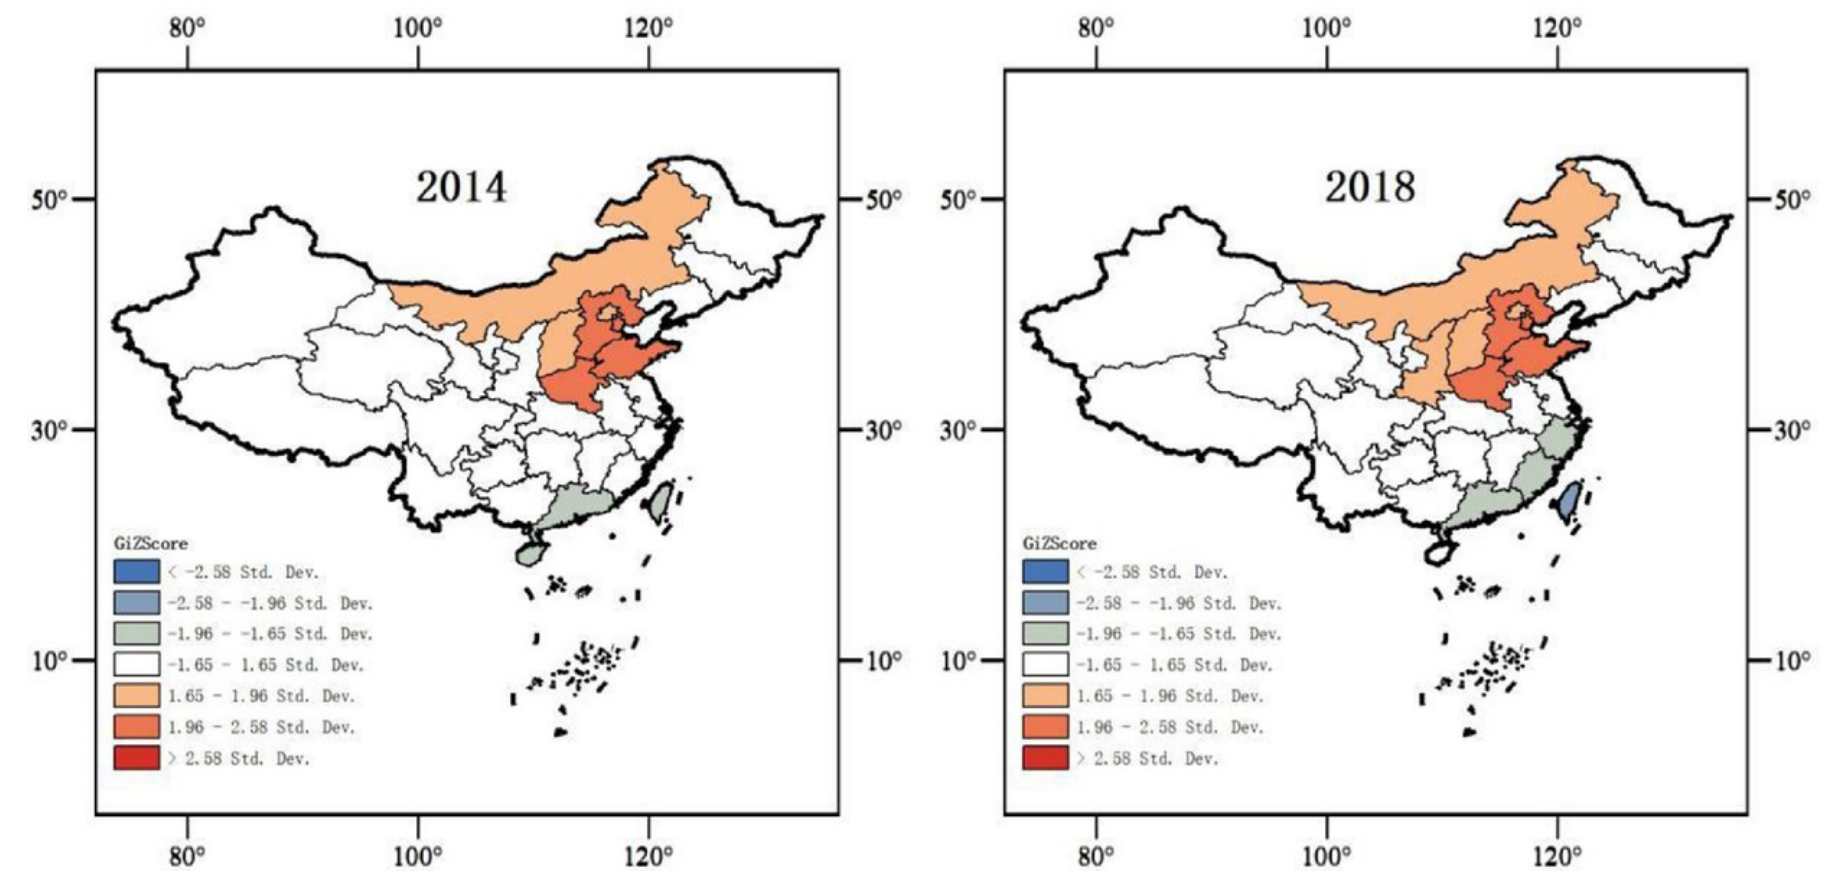 80° 100° 120°
2014
50° 50°
30° 30°
10° 10°
GiZScore
< -2.58 Std. Dev.
-2.58 - -1.96 Std. Dev.
-1.96 - -1.65 Std. Dev.
-1.65 - 1.65 Std. Dev.
1.65 - 1.96 Std. Dev.
1.96 - 2.58 Std. Dev.
> 2.58 Std. Dev.
80° 100° 120°
80° 100° 120°
2018
50° 50°
30° 30°
10° 10°
GiZScore
< -2.58 Std. Dev.
-2.58 - -1.96 Std. Dev.
-1.96 - -1.65 Std. Dev.
-1.65 - 1.65 Std. Dev.
1.65 - 1.96 Std. Dev.
1.96 - 2.58 Std. Dev.
> 2.58 Std. Dev.
80° 100° 120°